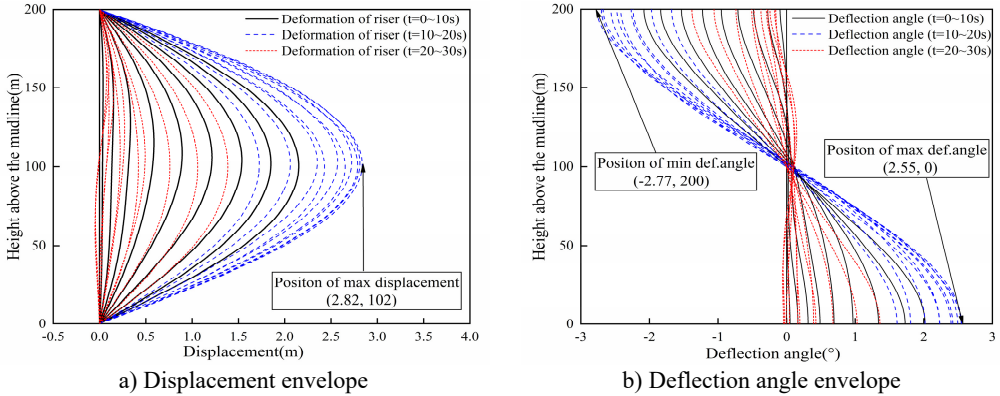 Deformation of riser (t=0~10s)
Deformation of riser (t=10~20s)
Deformation of riser (t=20~30s)
Height above the mudline(m)
200
150
100
50
0
-0.5
0.0
0.5
1.0
1.5
2.0
2.5
3.0
3.5
4.0
Positon of max displacement
(2.82, 102)
Displacement(m)
a) Displacement envelope
Deflection angle (t=0~10s)
Deflection angle (t=10~20s)
Deflection angle (t=20~30s)
Height above the mudline(m)
200
150
100
50
0
-3
-2
-1
0
1
2
3
Positon of min def.angle
(-2.77, 200)
Positon of max def.angle
(2.55, 0)
Deflection angle(°)
b) Deflection angle envelope